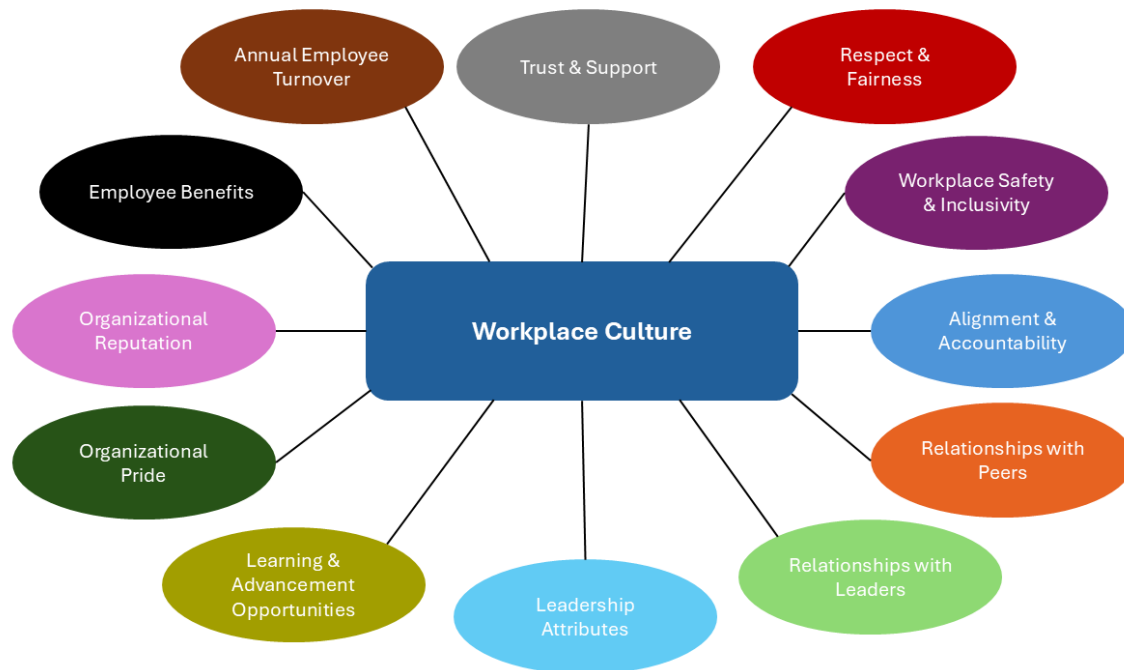 Annual Employee
Turnover
Trust & Support
Respect &
Fairness
Employee Benefits
Workplace Safety
& Inclusivity
Organizational
Reputation
Workplace Culture
Alignment &
Accountability
Organizational
Pride
Relationships with
Peers
Learning &
Advancement
Opportunities
Leadership
Attributes
Relationships with
Leaders